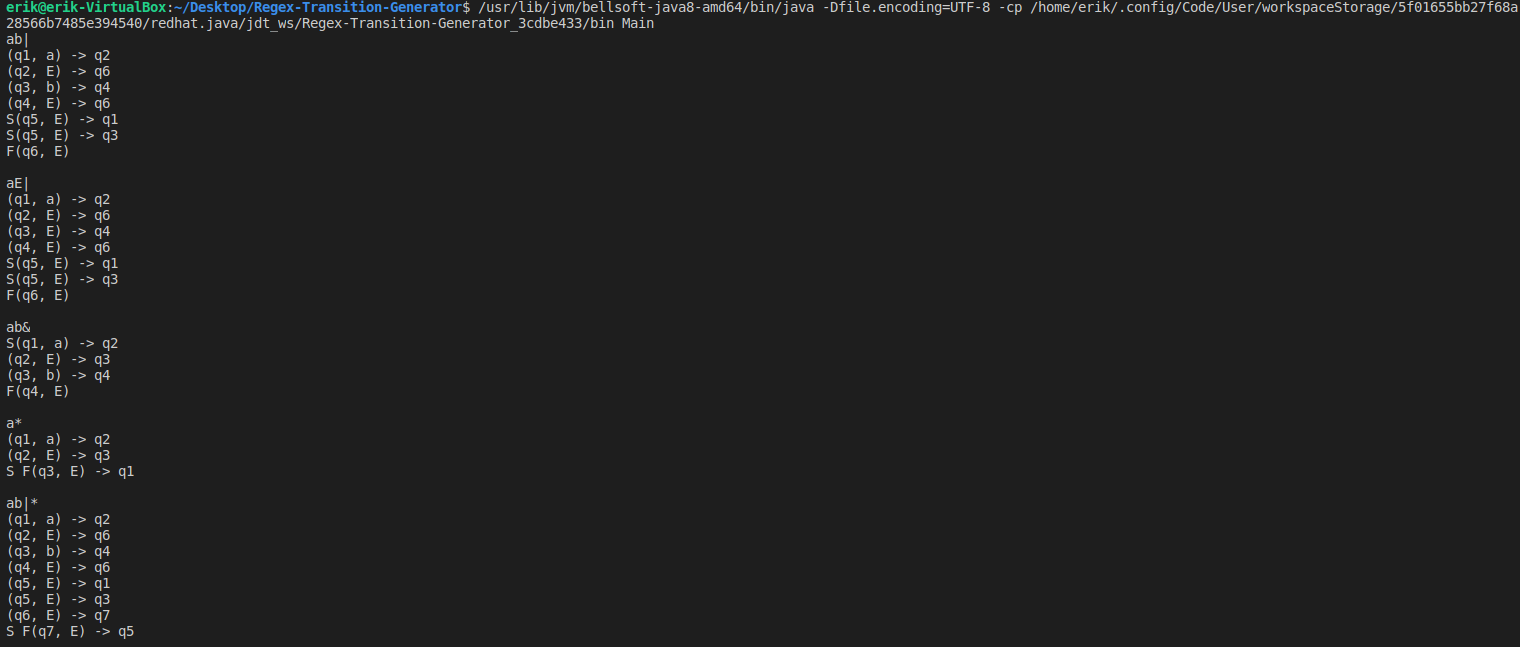 erik@erik-VirtualBox:~/Desktop/Regex-Transition-Generator$ /usr/lib/jvm/bellsoft-java8-amd64/bin/java -Dfile.encoding=UTF-8 -cp /home/erik/.config/Code/User/workspaceStorage/5f01655bb27f68a
28566b7485e394540/redhat.java/jdt_ws/Regex-Transition-Generator_3cdbe433/bin Main
ab|
(q1, a) -> q2
(q2, E) -> q6
(q3, b) -> q4
(q4, E) -> q6
S(q5, E) -> q1
S(q5, E) -> q3
F(q6, E)
aE|
(q1, a) -> q2
(q2, E) -> q6
(q3, E) -> q4
(q4, E) -> q6
S(q5, E) -> q1
S(q5, E) -> q3
F(q6, E)
ab&
S(q1, a) -> q2
(q2, E) -> q3
(q3, b) -> q4
F(q4, E)
a*
(q1, a) -> q2
(q2, E) -> q3
S F(q3, E) -> q1
ab|*
(q1, a) -> q2
(q2, E) -> q6
(q3, b) -> q4
(q4, E) -> q6
(q5, E) -> q1
(q5, E) -> q3
(q6, E) -> q7
S F(q7, E) -> q5